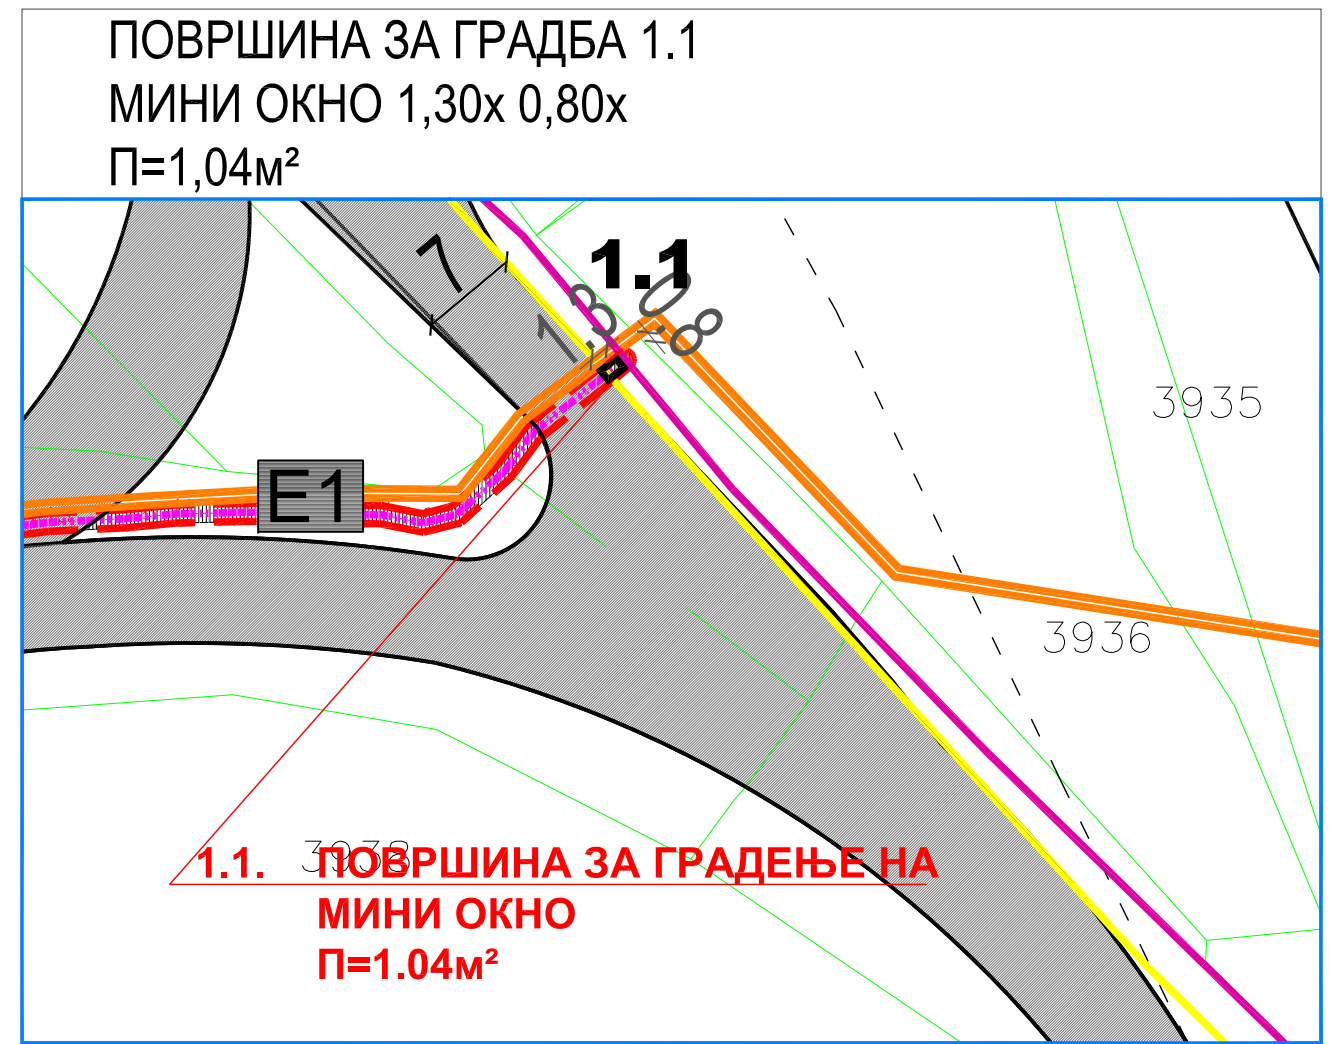 ПОВРШИНА ЗА ГРАДБА 1.1
МИНИ ОКНО 1,30x 0,80x
П=1,04м²
7
1.1
1.3
0.8
3935
E1
3936
3938
1.1. ПОВРШИНА ЗА ГРАДЕЊЕ НА
МИНИ ОКНО
П=1.04м²